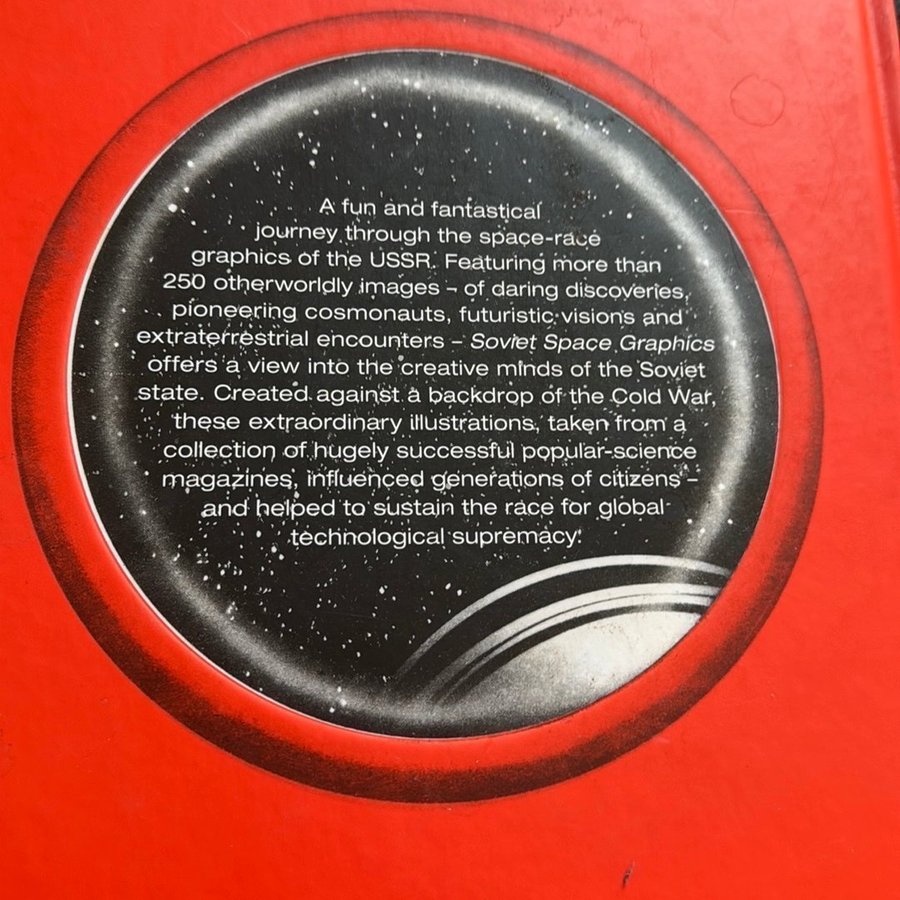 A fun and fantastical
journey through the space-race
graphics of the USSR. Featuring more than
250 otherworldly images – of daring discoveries,
pioneering cosmonauts, futuristic visions and
extraterrestrial encounters – Soviet Space Graphics
offers a view into the creative minds of the Soviet
state. Created against a backdrop of the Cold War,
these extraordinary illustrations, taken from a
collection of hugely successful popular-science
magazines, influenced generations of citizens –
and helped to sustain the race for global
technological supremacy.